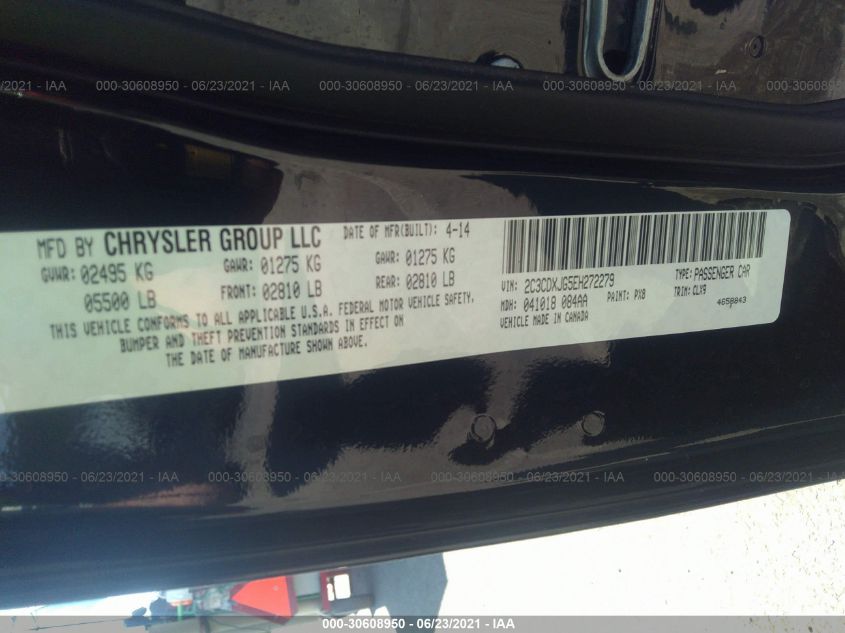 000-30608950 - 06/23/2021 - IAA
MFD BY CHRYSLER GROUP LLC
DATE OF MFR(BUILT): 4-14
GVWR: 02495 KG
GAWR: 01275 KG
GAWR: 01275 KG
05500 LB
FRONT: 02810 LB
REAR: 02810 LB
THIS VEHICLE CONFORMS TO ALL APPLICABLE U.S.A. FEDERAL MOTOR VEHICLE SAFETY,
BUMPER AND THEFT PREVENTION STANDARDS IN EFFECT ON
THE DATE OF MANUFACTURE SHOWN ABOVE.
VIN: 2C3CDXJG5EH272279
TYPE: PASSENGER CAR
MDH: 041018 084AA
PAINT: PX8
TRIM: CLX9
VEHICLE MADE IN CANADA
000-30608950 - 06/23/2021 - IAA
000-30608950 - 06/23/2021 - IAA